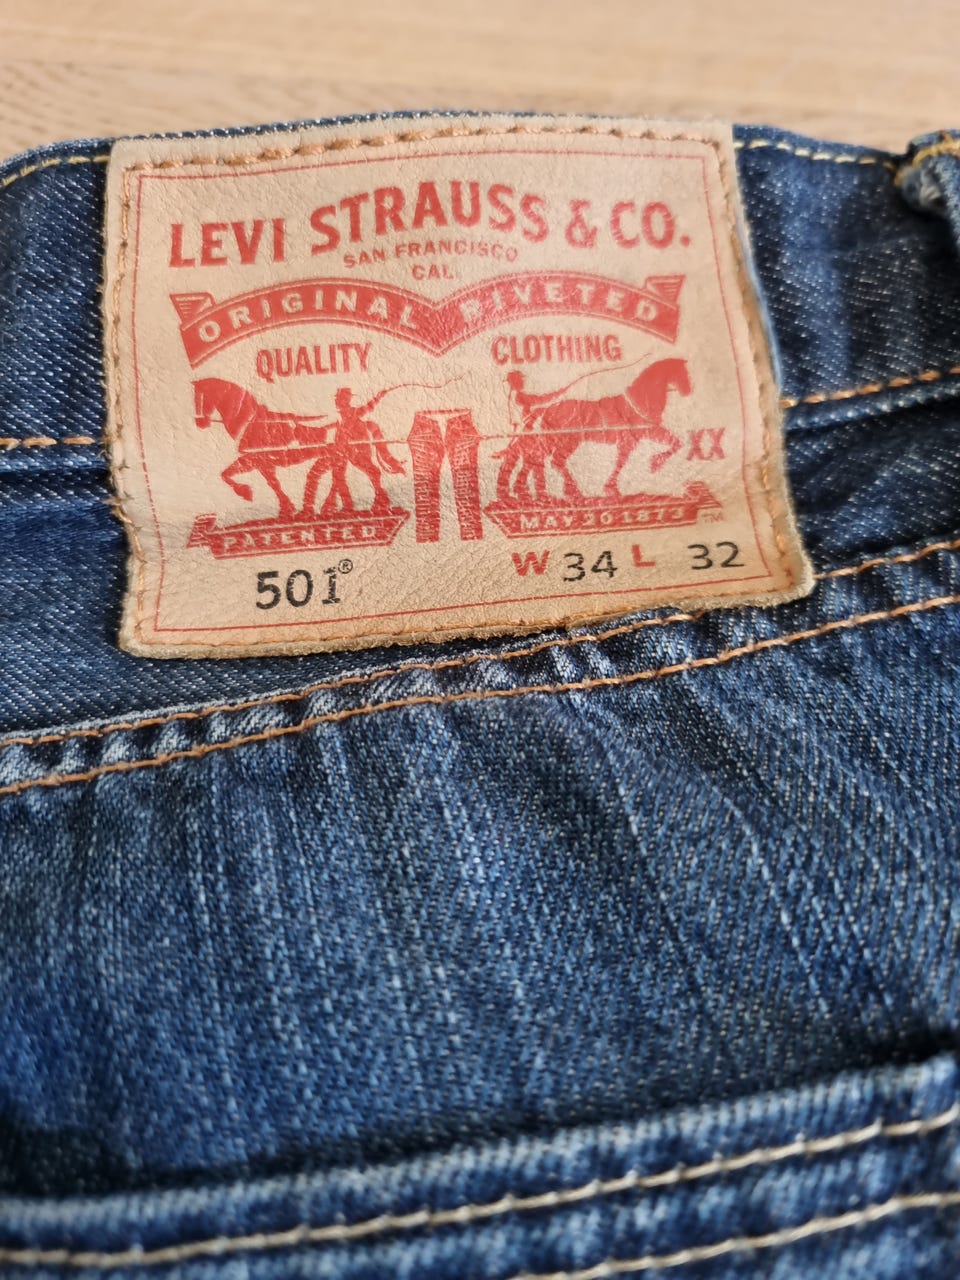 LEVI STRAUSS & CO.
SAN FRANCISCO
CAL.
ORIGINAL RIVETED
QUALITY CLOTHING
XX
PATENTED MAY 20 1873 ™
501® W 34 L 32